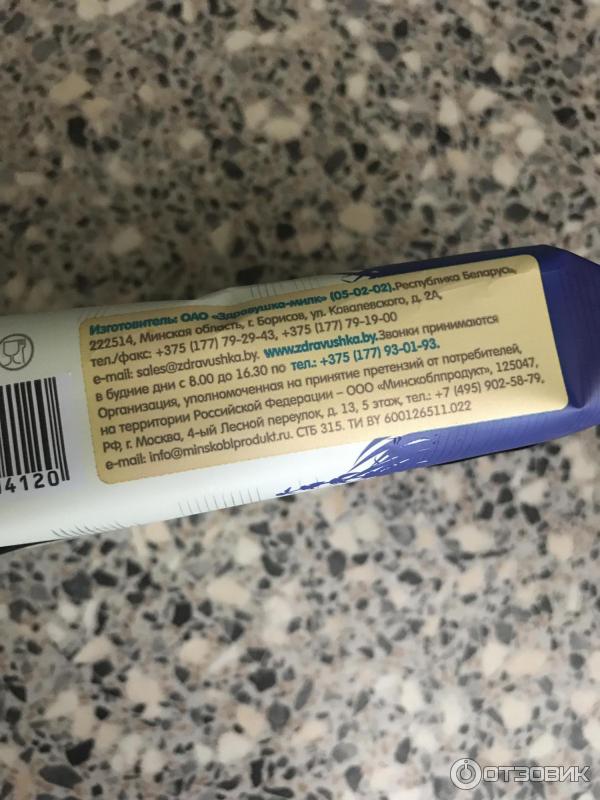 Изготовитель: ОАО «Здравушка-милк» (05-02-02). Республика Беларусь,
222514, Минская область, г. Борисов, ул. Коваловского, д. 2А,
тел./факс: +375 (177) 79-29-43, +375 (177) 79-19-00
e-mail: sales@zdravushka.by. www.zdravushka.by. Звонки принимаются
в будние дни с 8.00 до 16.30 по тел.: +375 (177) 93-01-93.
Организация, уполномоченная на принятие претензий от потребителей,
на территории Российской Федерации – ООО «Минскоблпродукт», 125047,
РФ, г. Москва, 4-ый Лесной переулок, д. 13, 5 этаж, тел.: +7 (495) 902-58-79,
e-mail: info@minskoblprodukt.ru. СТБ 315. ТИ BY 600126511.022
4120
ОТЗОВИК